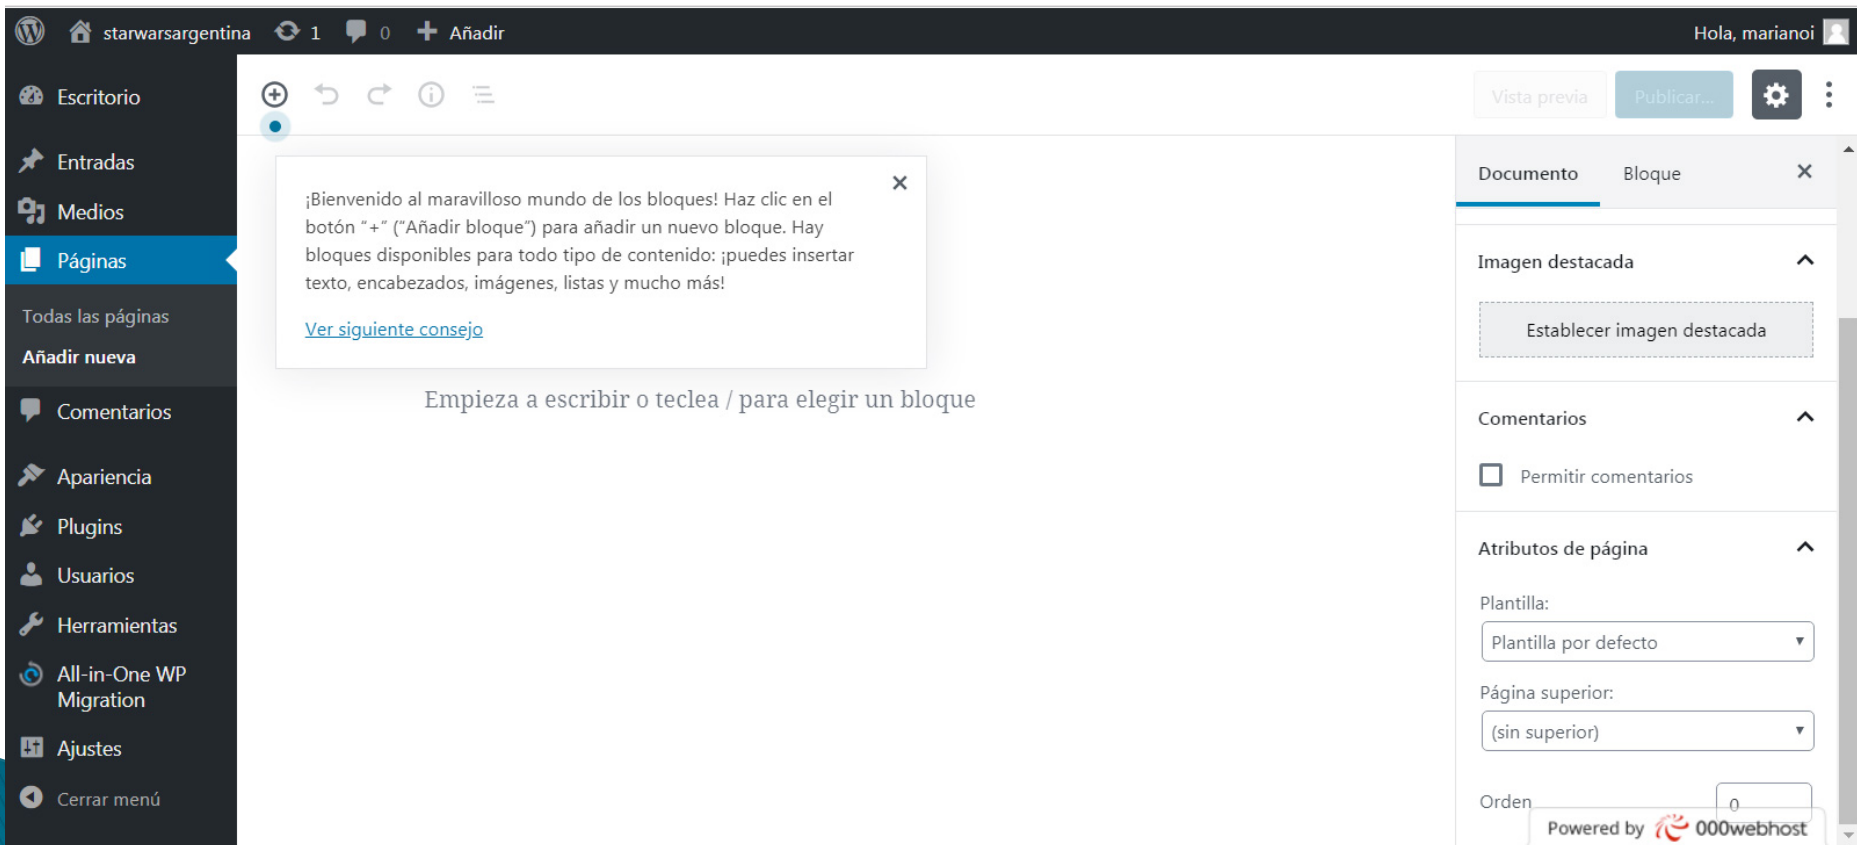 starwarsargentina 1 0 Añadir Hola, marianoi
Escritorio
Entradas
Medios
Páginas
Todas las páginas
Añadir nueva
Comentarios
Apariencia
Plugins
Usuarios
Herramientas
All-in-One WP
Migration
Ajustes
Cerrar menú
Vista previa Publicar...
¡Bienvenido al maravilloso mundo de los bloques! Haz clic en el
botón “+” (“Añadir bloque”) para añadir un nuevo bloque. Hay
bloques disponibles para todo tipo de contenido: ¡puedes insertar
texto, encabezados, imágenes, listas y mucho más!
Ver siguiente consejo
Empieza a escribir o teclea / para elegir un bloque
Documento Bloque
Imagen destacada
Establecer imagen destacada
Comentarios
Permitir comentarios
Atributos de página
Plantilla:
Plantilla por defecto
Página superior:
(sin superior)
Orden 0
Powered by 000webhost